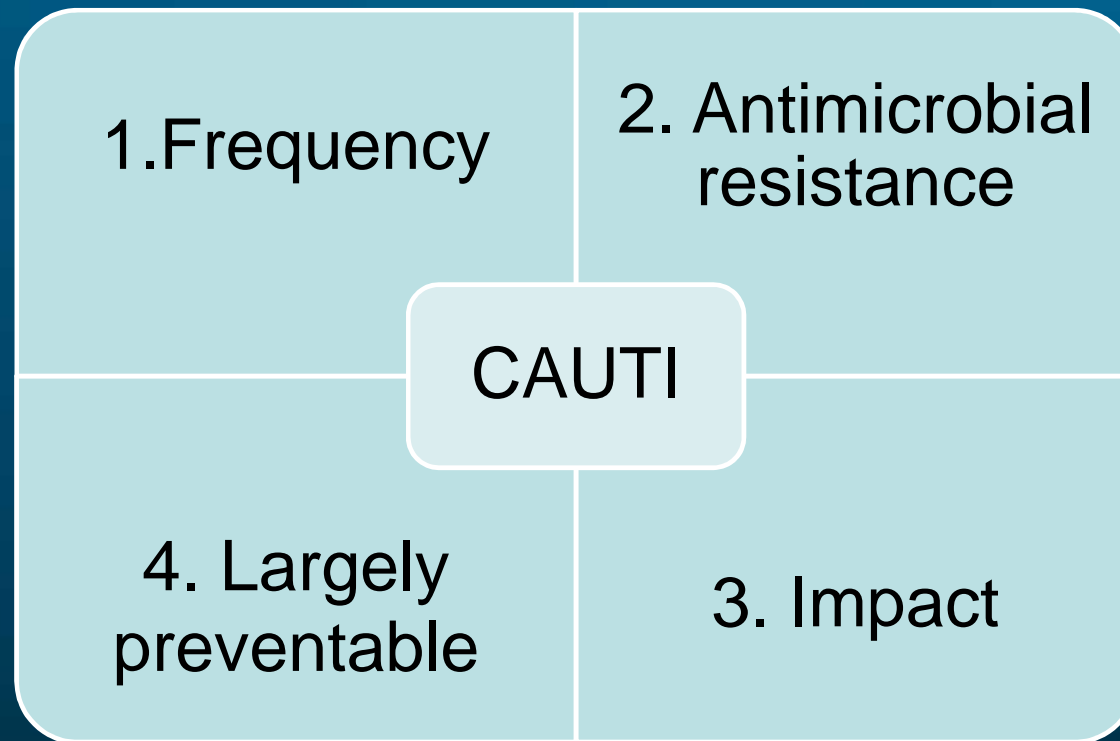 1.Frequency
2. Antimicrobial
resistance
CAUTI
4. Largely
preventable
3. Impact